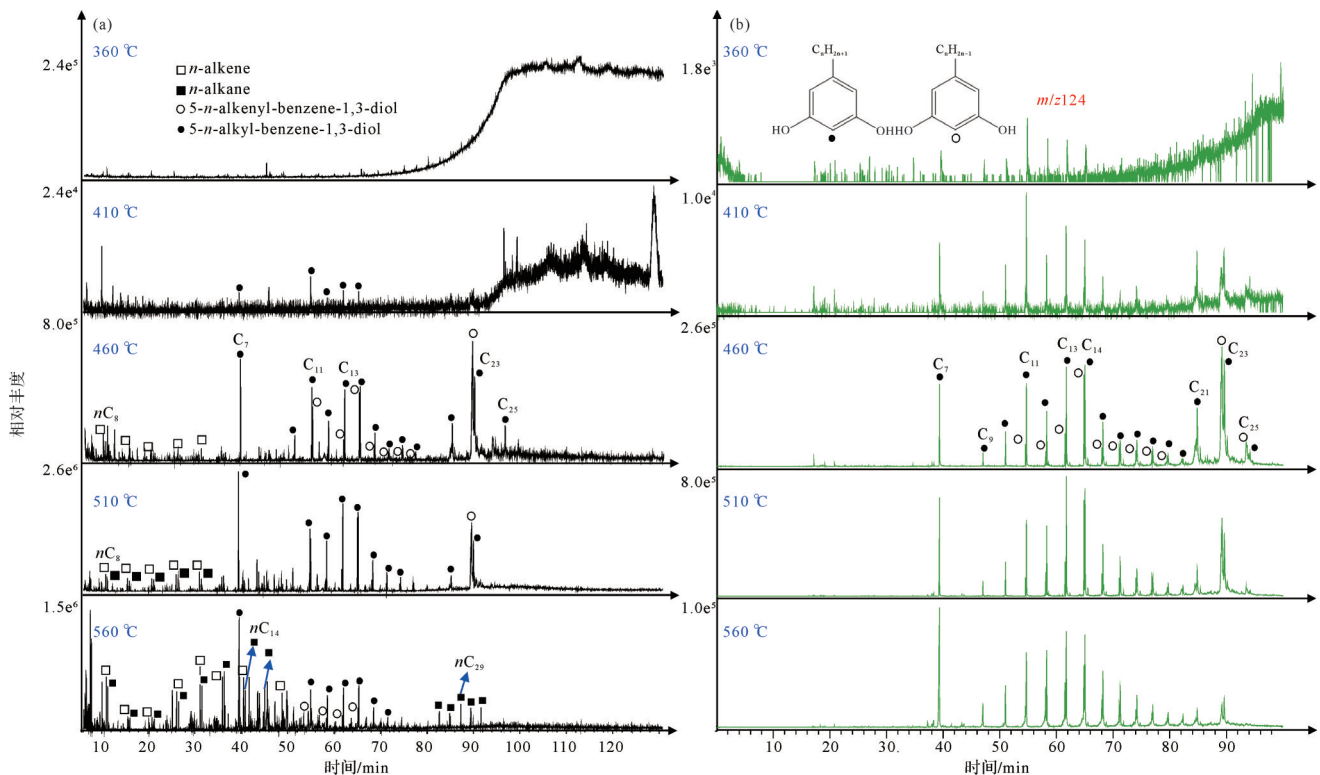 (a)
360 ℃
2.4e⁵
n-alkene
n-alkane
5-n-alkenyl-benzene-1,3-diol
5-n-alkyl-benzene-1,3-diol
2.4e⁴
410 ℃
8.0e⁵
460 ℃
C₇
C₁₁
C₁₃
C₂₃
C₂₅
nC₈
2.6e⁶
510 ℃
nC₈
1.5e⁶
560 ℃
nC₁₄
nC₂₉
相对丰度
10 20 30 40 50 60 70 80 90 100 110 120
时间/min
(b)
360 ℃
1.8e³
CₙH₂ₙ₊₁
CₙH₂ₙ₋₁
m/z124
HO
OH
HO
OH
1.0e⁴
410 ℃
2.6e⁵
460 ℃
C₇
C₉
C₁₁
C₁₃
C₁₄
C₂₁
C₂₃
C₂₅
8.0e⁵
510 ℃
1.0e⁵
560 ℃
10 20 30. 40 50 60 70 80 90
时间/min